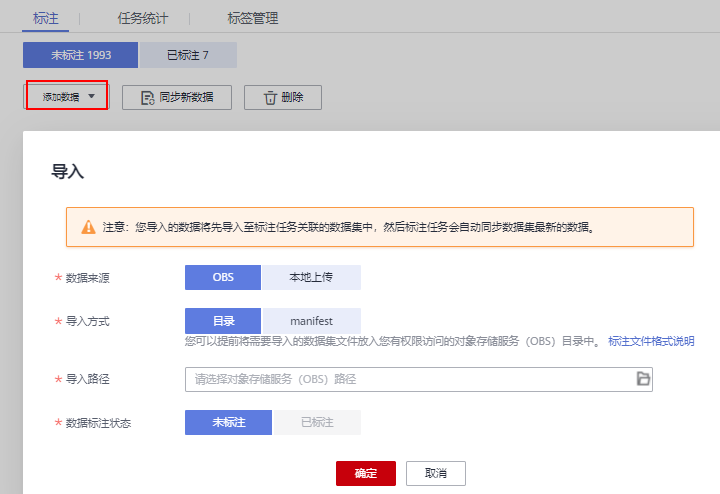 标注 任务统计 标签管理
未标注 1993 已标注 7
添加数据 同步新数据 删除
导入
注意：您导入的数据将先导入至标注任务关联的数据集中，然后标注任务会自动同步数据集最新的数据。
* 数据来源 OBS 本地上传
* 导入方式 目录 manifest
您可以提前将需要导入的数据集文件放入您有权限访问的对象存储服务（OBS）目录中。 标注文件格式说明
* 导入路径 请选择对象存储服务（OBS）路径
* 数据标注状态 未标注 已标注
确定 取消